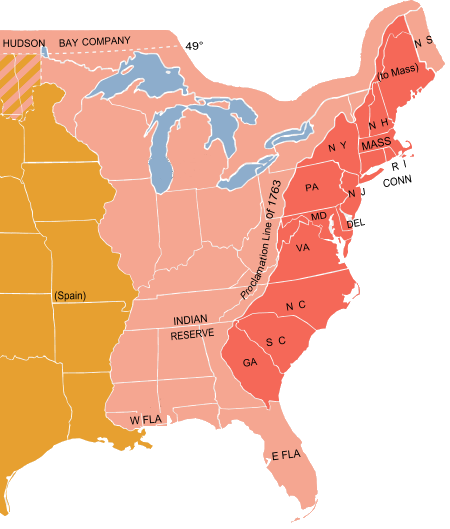 HUDSON BAY COMPANY
49°
N S
(to Mass)
N H
N Y
MASS
R I
CONN
PA
N J
MD
DEL
Proclamation Line of 1763
VA
(Spain)
N C
INDIAN
RESERVE
S C
GA
W FLA
E FLA